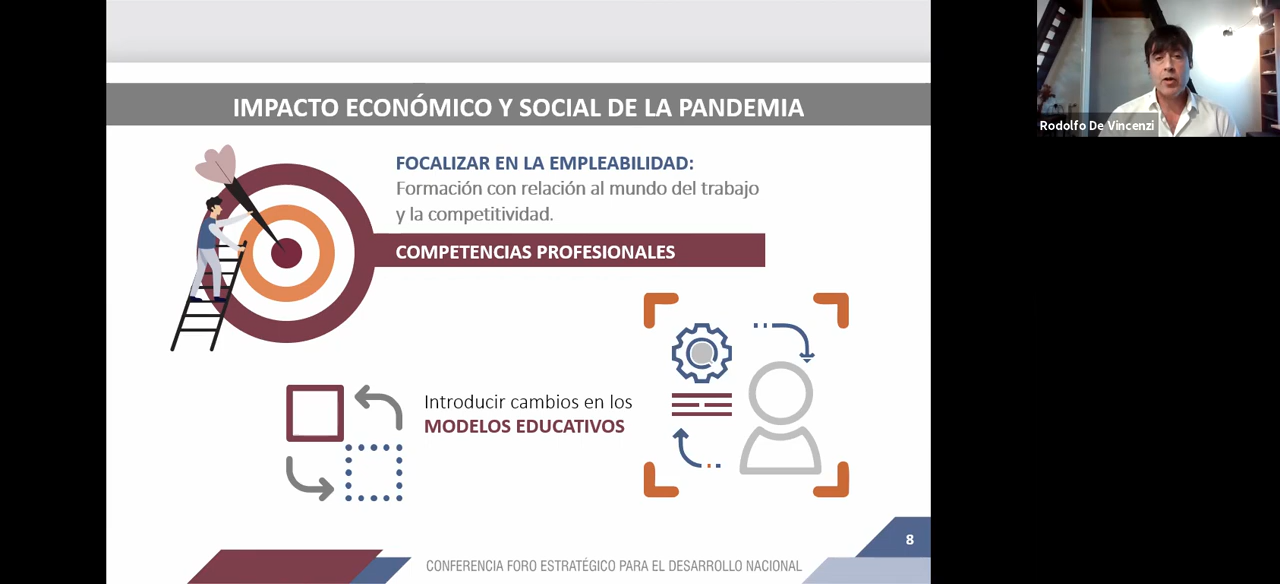 IMPACTO ECONÓMICO Y SOCIAL DE LA PANDEMIA
FOCALIZAR EN LA EMPLEABILIDAD:
Formación con relación al mundo del trabajo
y la competitividad.
COMPETENCIAS PROFESIONALES
Introducir cambios en los
MODELOS EDUCATIVOS
8
CONFERENCIA FORO ESTRATÉGICO PARA EL DESARROLLO NACIONAL
Rodolfo De Vincenzi